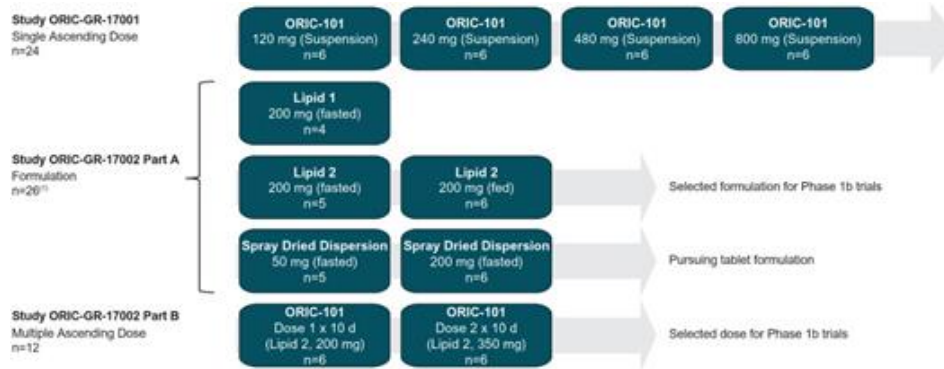 Study ORIC-GR-17001
Single Ascending Dose
n=24
ORIC-101
120 mg (Suspension)
n=6
ORIC-101
240 mg (Suspension)
n=6
ORIC-101
480 mg (Suspension)
n=6
ORIC-101
800 mg (Suspension)
n=6
Study ORIC-GR-17002 Part A
Formulation
n=26⁽¹⁾
Lipid 1
200 mg (fasted)
n=4
Lipid 2
200 mg (fasted)
n=5
Lipid 2
200 mg (fed)
n=6
Selected formulation for Phase 1b trials
Spray Dried Dispersion
50 mg (fasted)
n=5
Spray Dried Dispersion
200 mg (fasted)
n=6
Pursuing tablet formulation
Study ORIC-GR-17002 Part B
Multiple Ascending Dose
n=12
ORIC-101
Dose 1 x 10 d
(Lipid 2, 200 mg)
n=6
ORIC-101
Dose 2 x 10 d
(Lipid 2, 350 mg)
n=6
Selected dose for Phase 1b trials